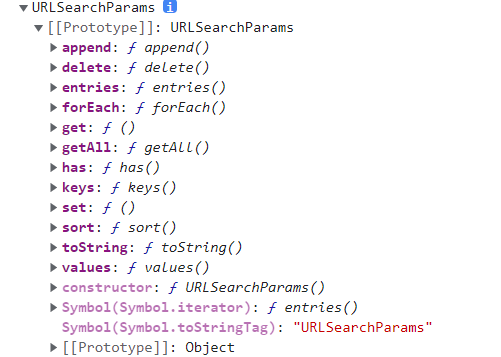 URLSearchParams i
[[Prototype]]: URLSearchParams
append: ƒ append()
delete: ƒ delete()
entries: ƒ entries()
forEach: ƒ forEach()
get: ƒ ()
getAll: ƒ getAll()
has: ƒ has()
keys: ƒ keys()
set: ƒ ()
sort: ƒ sort()
toString: ƒ toString()
values: ƒ values()
constructor: ƒ URLSearchParams()
Symbol(Symbol.iterator): ƒ entries()
Symbol(Symbol.toStringTag): "URLSearchParams"
[[Prototype]]: Object